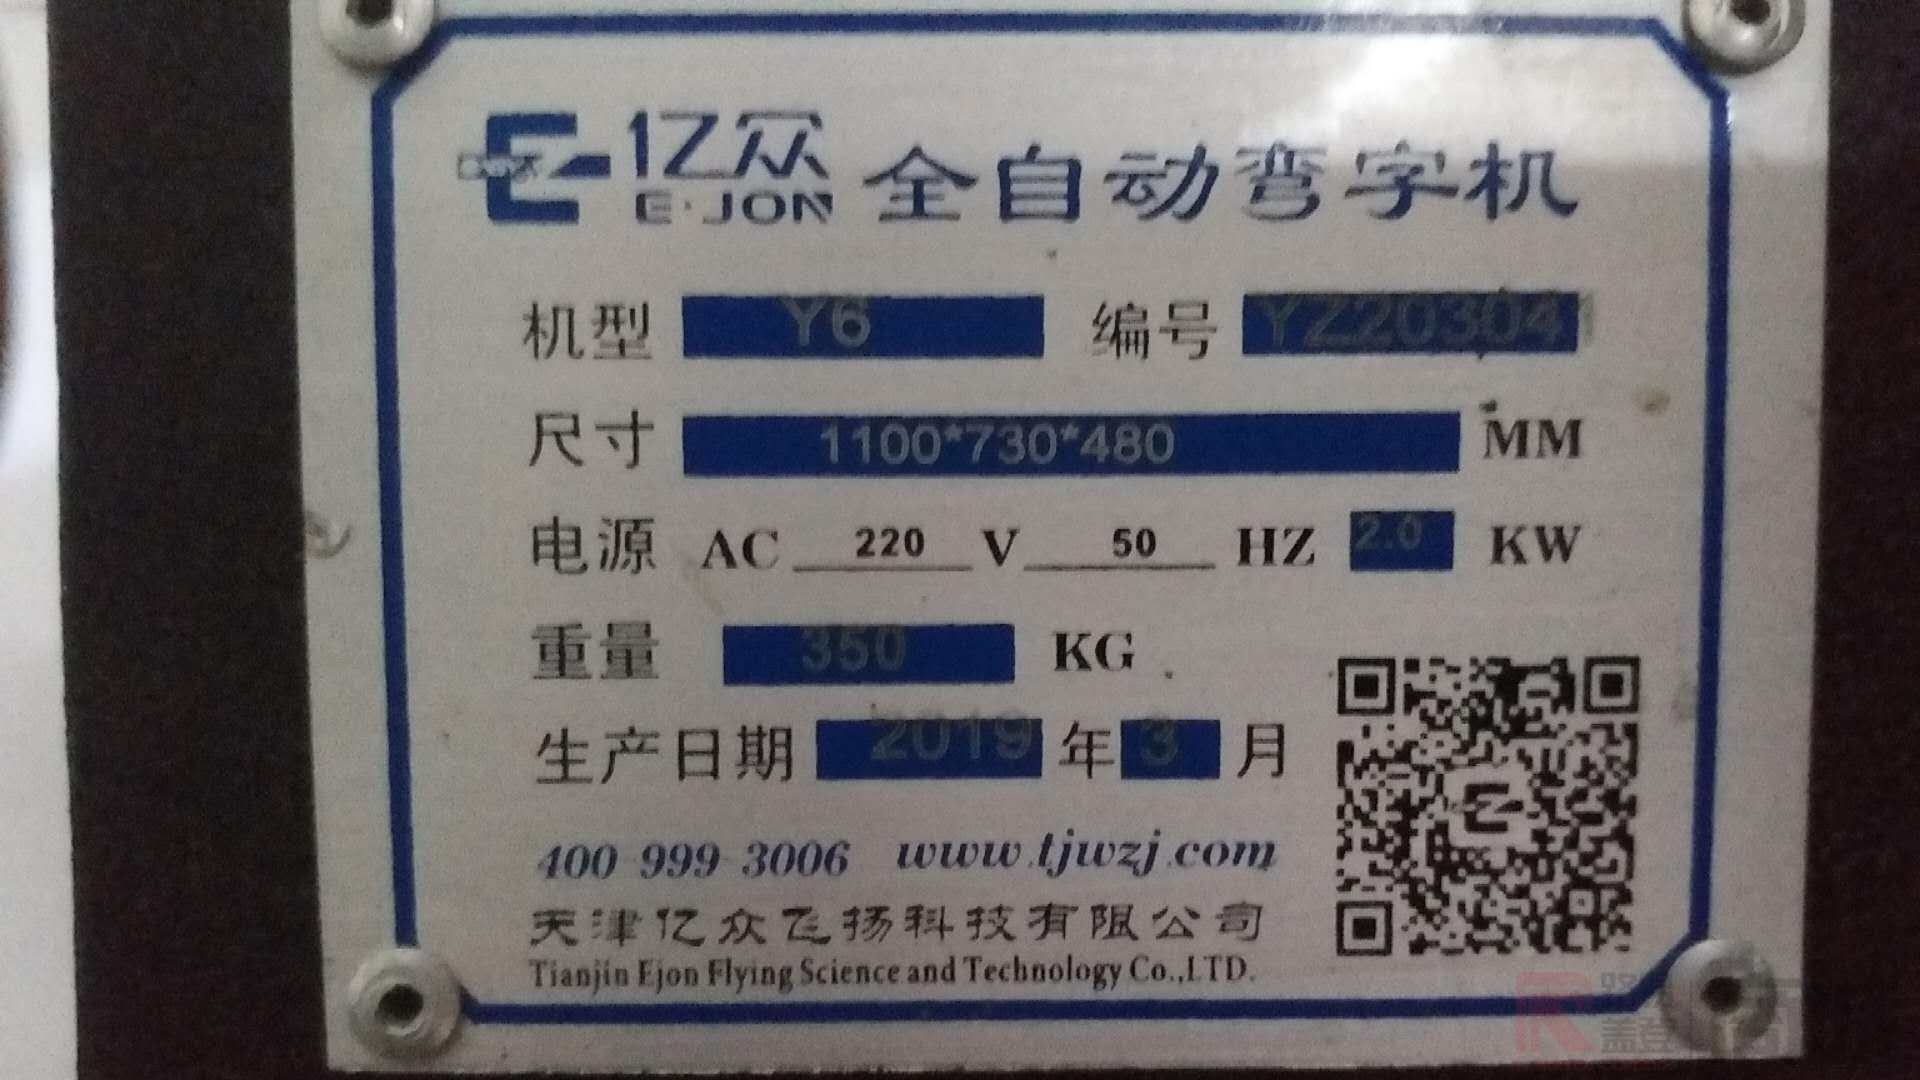 亿众 全自动弯字机
E·JON
机型 Y6 编号 YZ203041
尺寸 1100*730*480 MM
电源 AC 220 V 50 HZ 2.0 KW
重量 350 KG
生产日期 2019 年 3 月
400 999 3006 www.tjwzj.com
天津亿众飞扬科技有限公司
Tianjin Ejon Flying Science and Technology Co.,LTD.